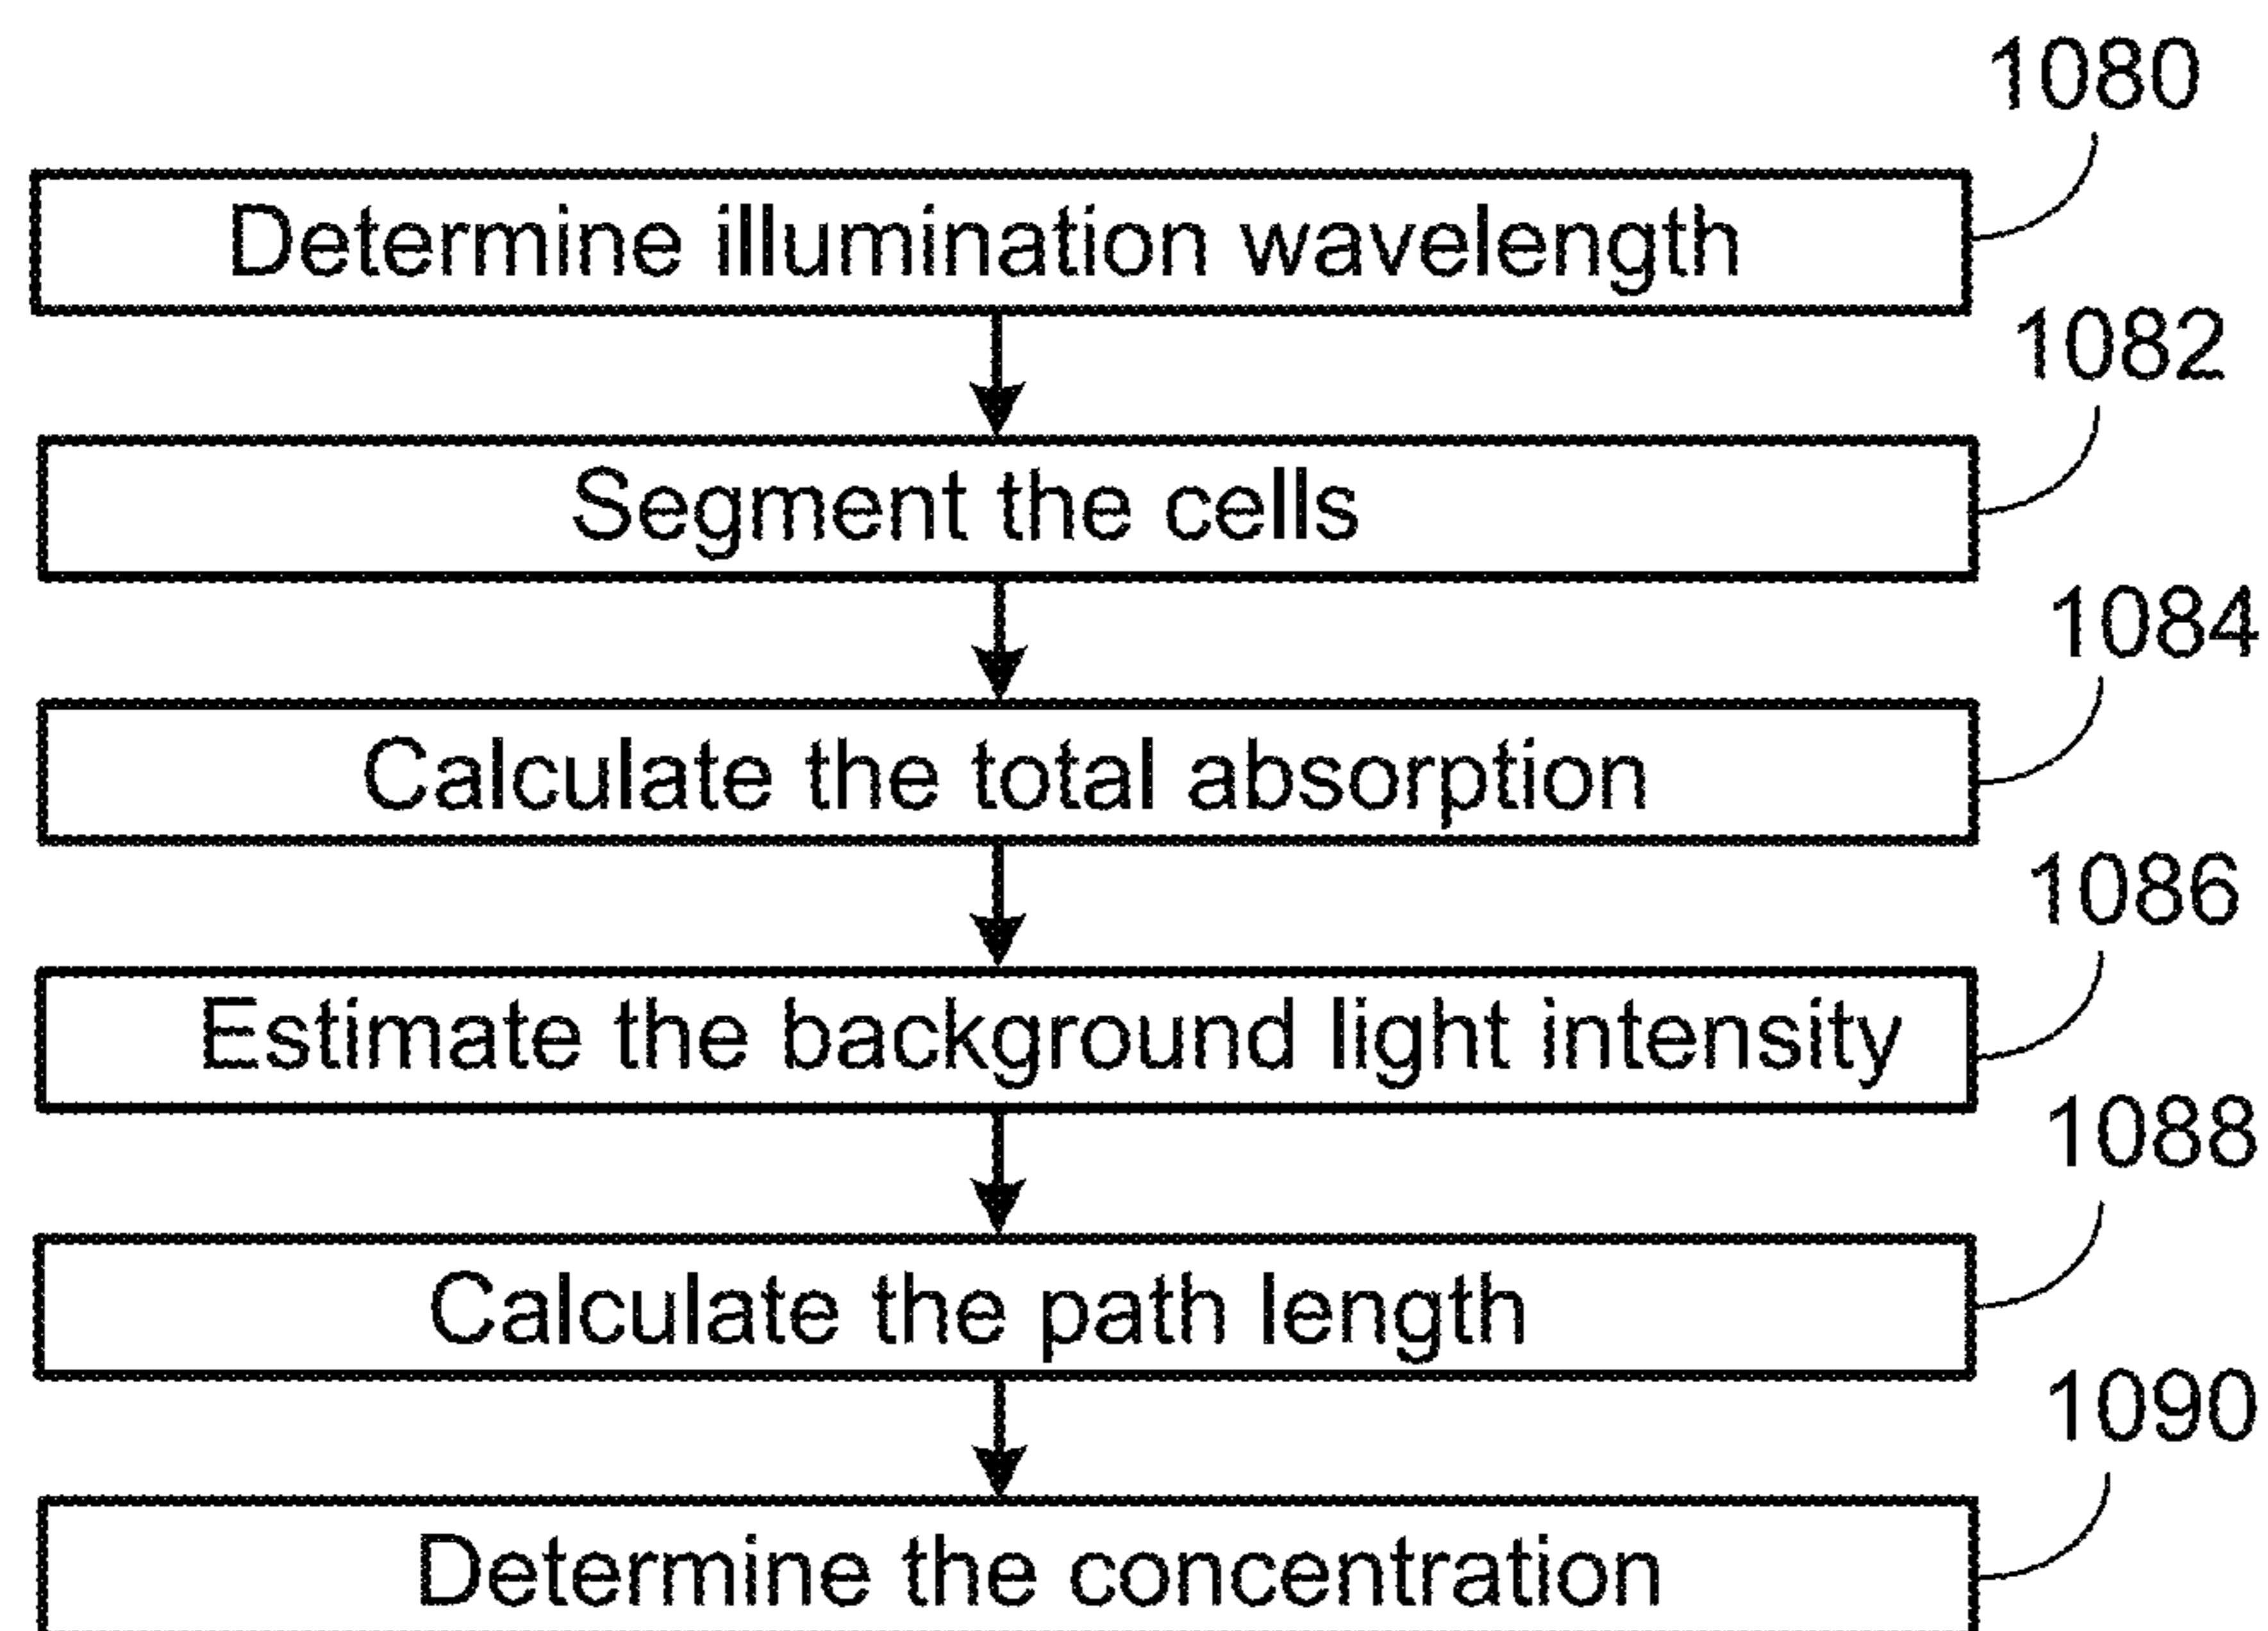 1080
Determine illumination wavelength
1082
Segment the cells
1084
Calculate the total absorption
1086
Estimate the background light intensity
1088
Calculate the path length
1090
Determine the concentration